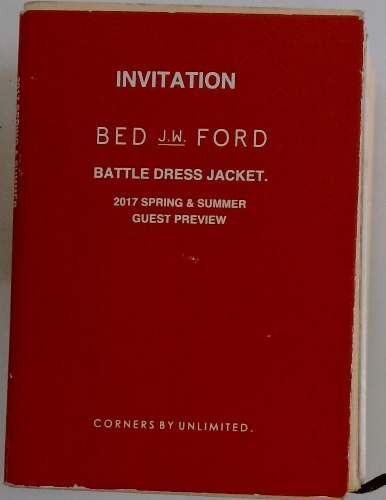 INVITATION
BED J.W. FORD
BATTLE DRESS JACKET.
2017 SPRING & SUMMER
GUEST PREVIEW
CORNERS BY UNLIMITED.